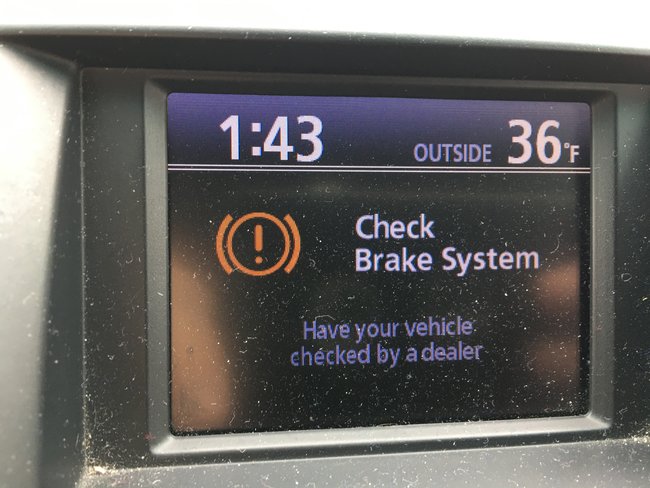 1:43
OUTSIDE 36°F
Check
Brake System
Have your vehicle
checked by a dealer